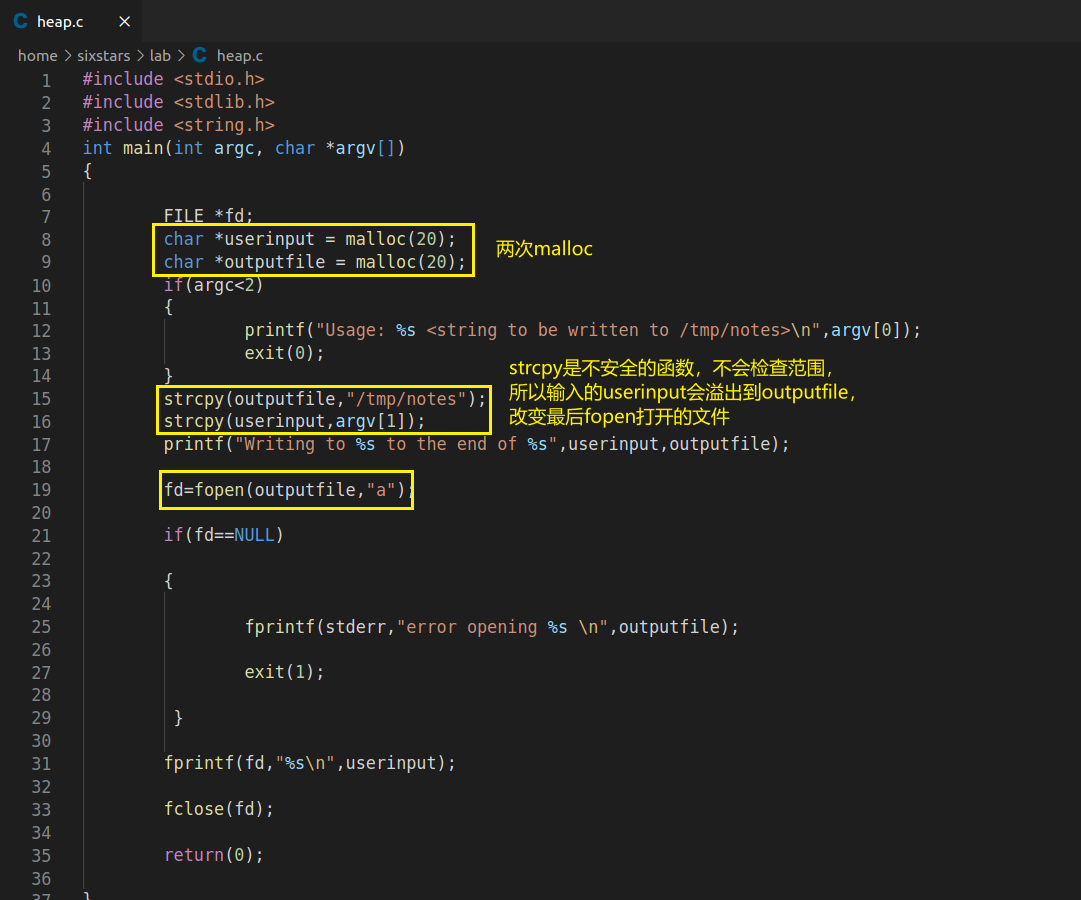 C heap.c ×
home > sixstars > lab > C heap.c
1 #include <stdio.h>
2 #include <stdlib.h>
3 #include <string.h>
4 int main(int argc, char *argv[])
5 {
6
7 FILE *fd;
8 char *userinput = malloc(20);
9 char *outputfile = malloc(20);
两次malloc
10 if(argc<2)
11 {
12 printf("Usage: %s <string to be written to /tmp/notes>\n",argv[0]);
13 exit(0);
14 }
15 strcpy(outputfile,"/tmp/notes");
16 strcpy(userinput,argv[1]);
strcpy是不安全的函数，不会检查范围，
所以输入的userinput会溢出到outputfile，
改变最后fopen打开的文件
17 printf("Writing to %s to the end of %s",userinput,outputfile);
18
19 fd=fopen(outputfile,"a");
20
21 if(fd==NULL)
22
23 {
24
25 fprintf(stderr,"error opening %s \n",outputfile);
26
27 exit(1);
28
29 }
30
31 fprintf(fd,"%s\n",userinput);
32
33 fclose(fd);
34
35 return(0);
36
37 }